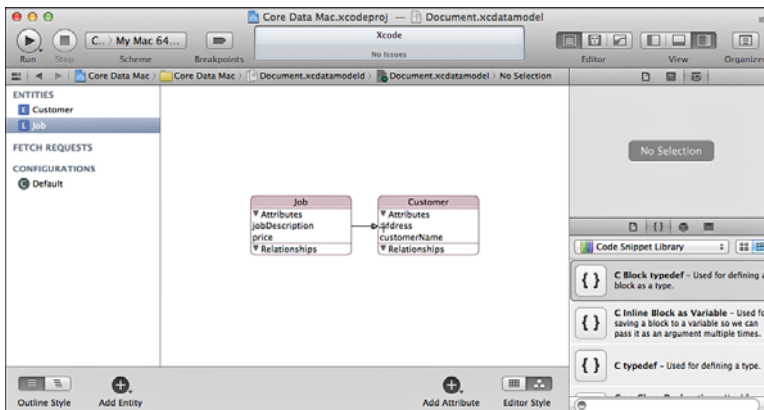 Core Data Mac.xcodeproj — Document.xcdatamodel
C... › My Mac 64...
Xcode
No Issues
Run Stop Scheme Breakpoints Editor View Organizer
Core Data Mac › Core Data Mac › Document.xcdatamodeld › Document.xcdatamodel › No Selection
ENTITIES
E Customer
E Job
FETCH REQUESTS
CONFIGURATIONS
C Default
Job
▼ Attributes
jobDescription
price
▼ Relationships
Customer
▼ Attributes
address
customerName
▼ Relationships
No Selection
{ }
Code Snippet Library
{ } C Block typedef – Used for defining a
block as a type.
{ } C Inline Block as Variable – Used for
saving a block to a variable so we can
pass it as an argument multiple times.
{ } C typedef – Used for defining a type.
Outline Style Add Entity Add Attribute Editor Style